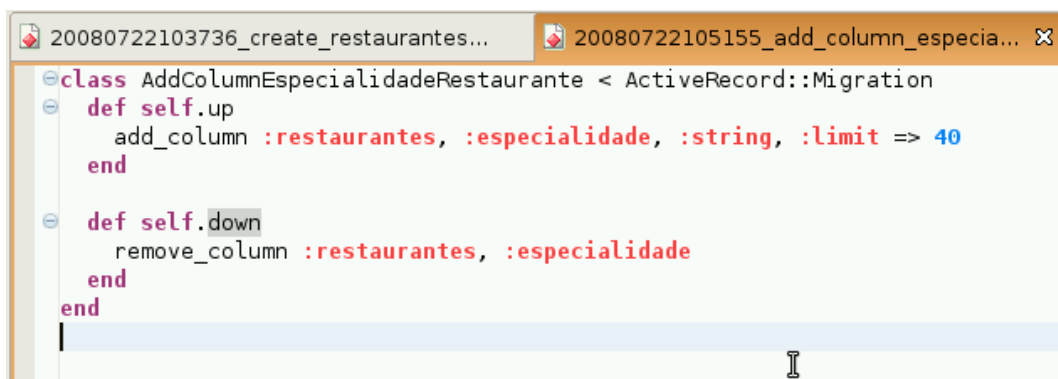 20080722103736_create_restaurantes... 20080722105155_add_column_especia...
class AddColumnEspecialidadeRestaurante < ActiveRecord::Migration
  def self.up
    add_column :restaurantes, :especialidade, :string, :limit => 40
  end

  def self.down
    remove_column :restaurantes, :especialidade
  end
end